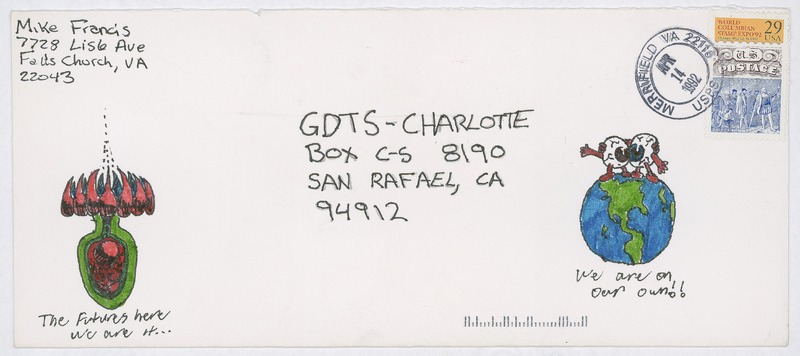 Mike Francis
7728 Lisle Ave
Falls Church, VA
22043
WORLD COLUMBIAN STAMP EXPO '92
29 USA
U.S. POSTAGE
MERRIFIELD VA 22116
APR 14 1992
USPS
GDTS-CHARLOTTE
BOX C-S 8190
SAN RAFAEL, CA
94912
The Futures here
we are it...
We are on
our own!!